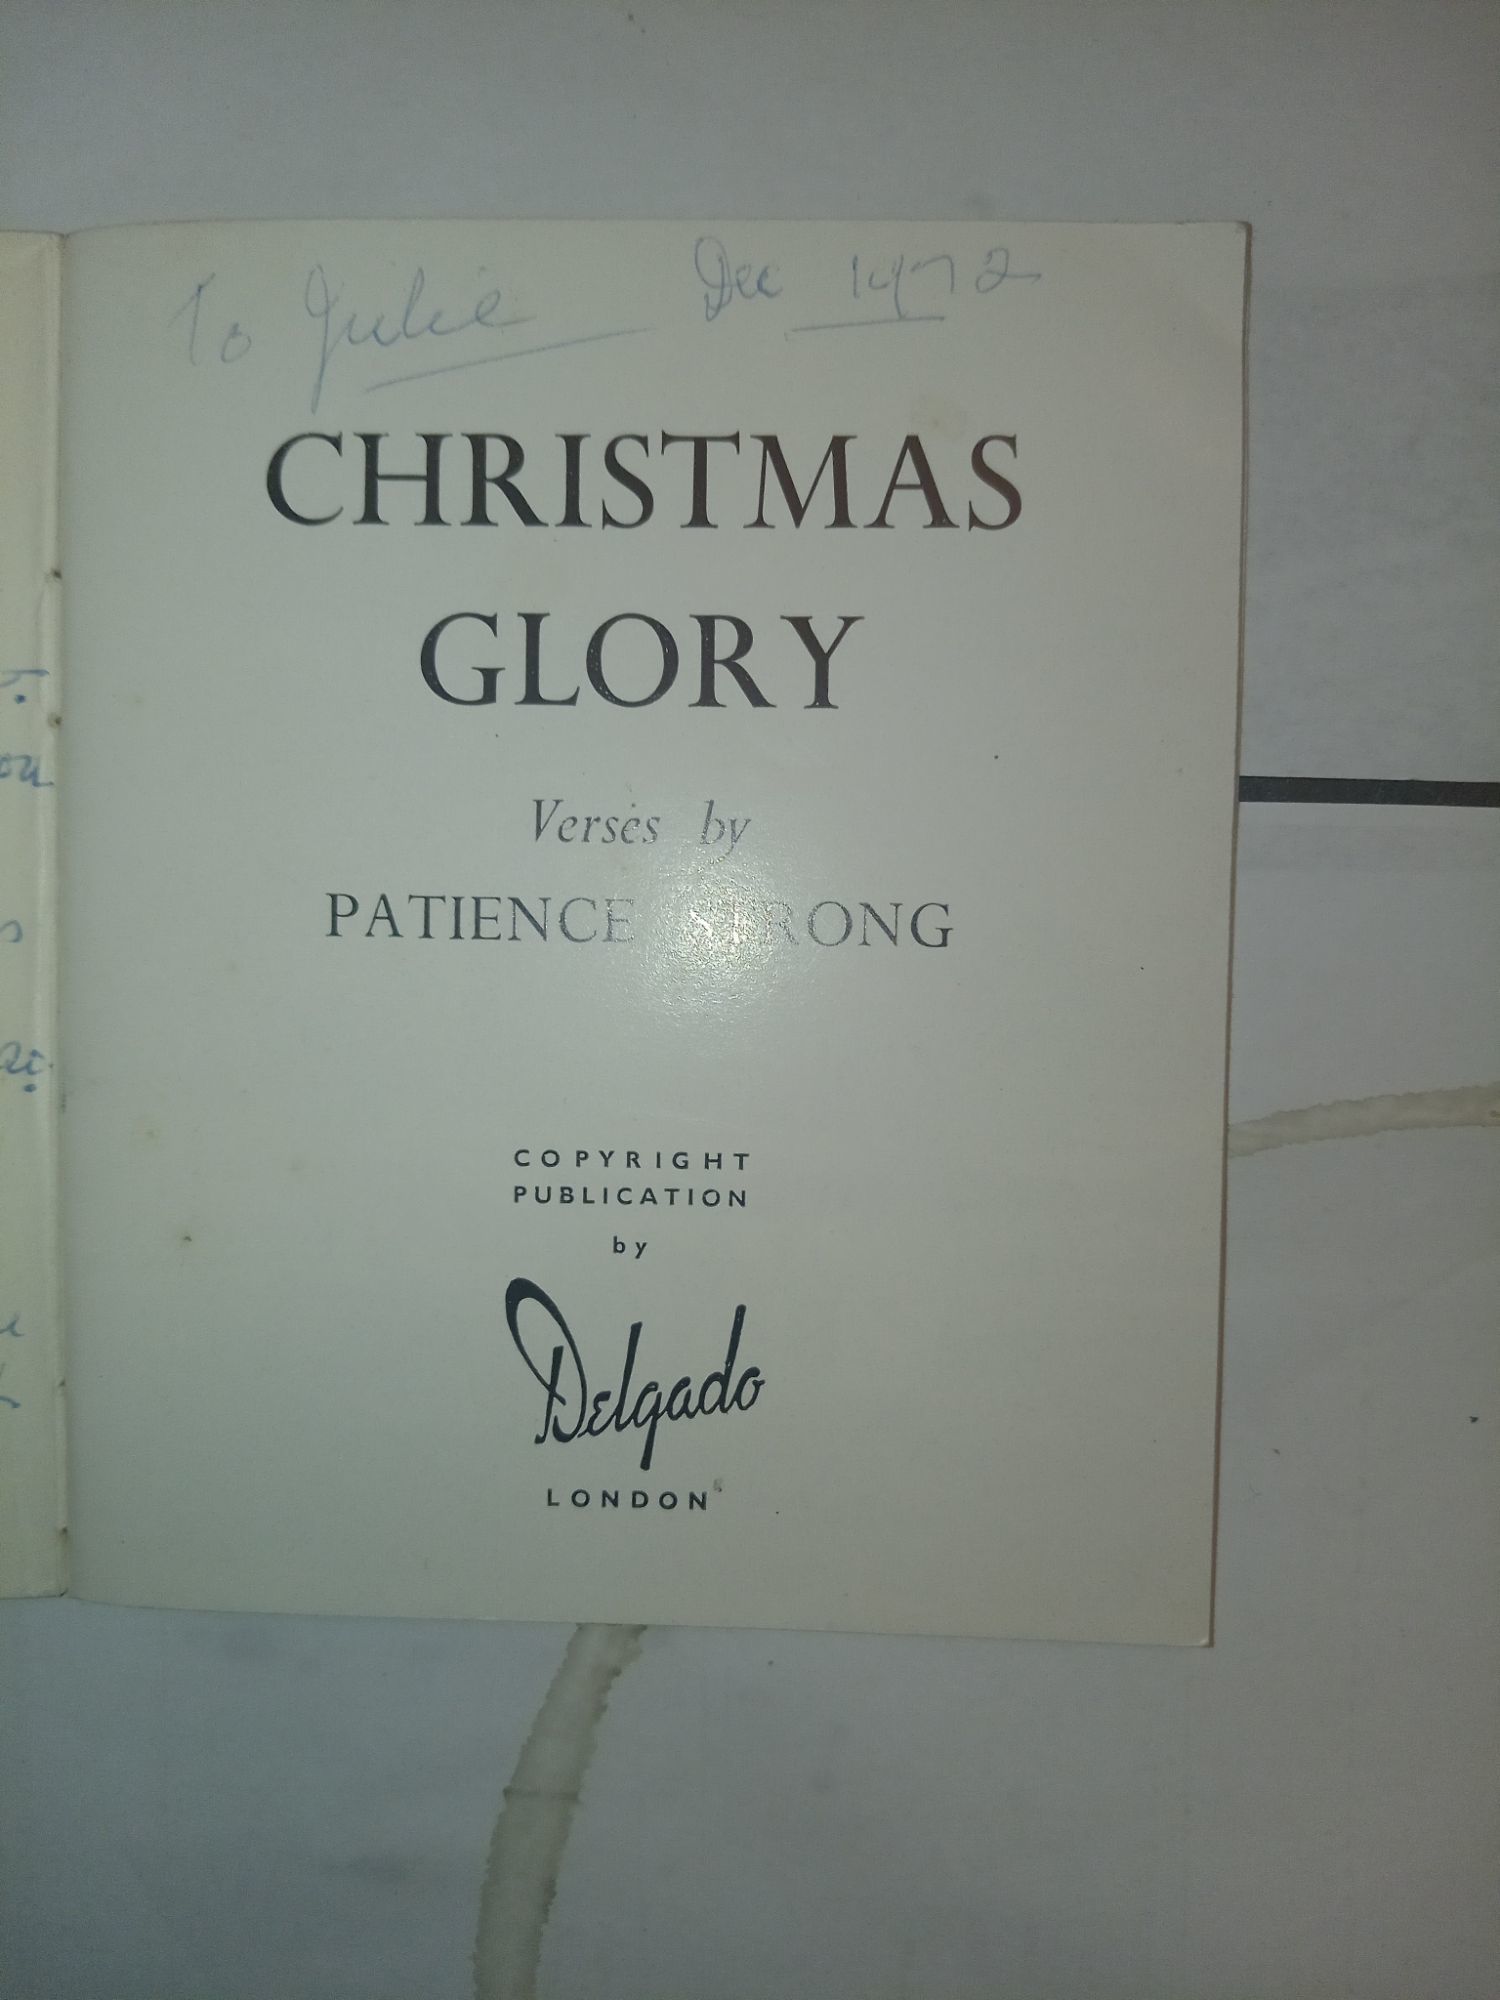 To Julie Dec 1972
CHRISTMAS
GLORY
Verses by
PATIENCE STRONG
COPYRIGHT
PUBLICATION
by
Delgado
LONDON